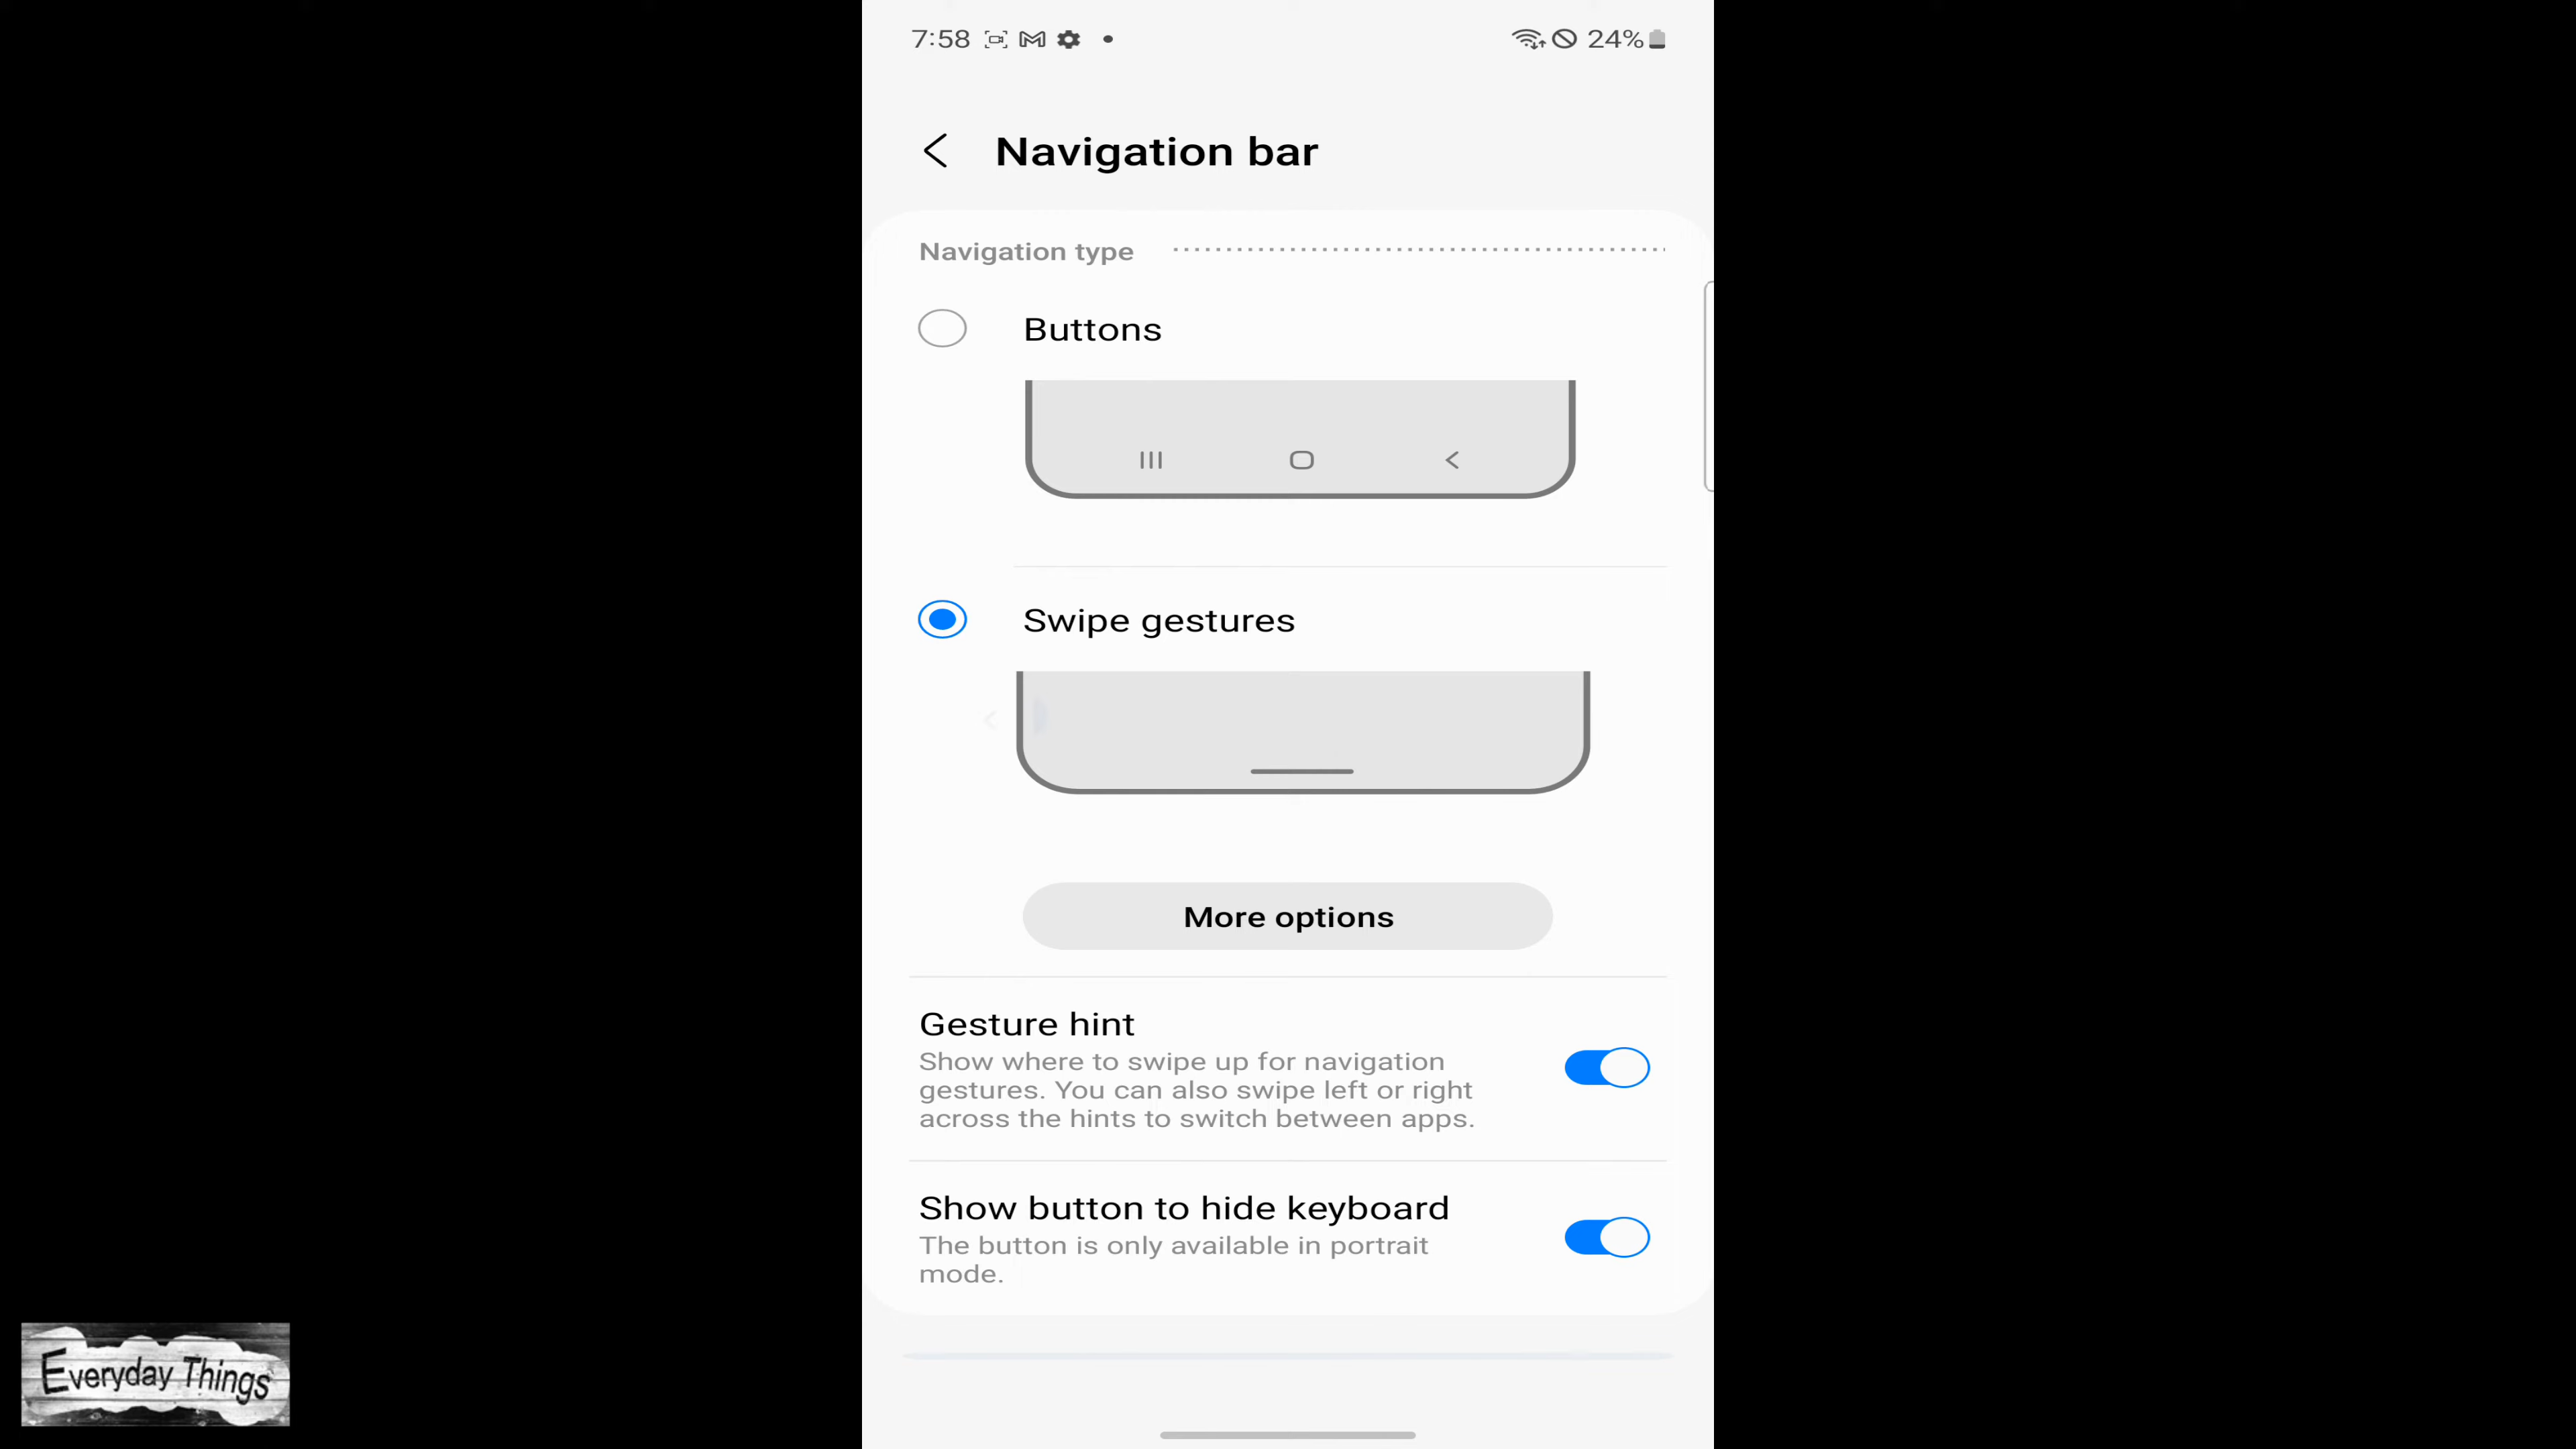 7:58
24%
Navigation bar
Navigation type
Buttons
Swipe gestures
More options
Gesture hint
Show where to swipe up for navigation
gestures. You can also swipe left or right
across the hints to switch between apps.
Show button to hide keyboard
The button is only available in portrait
mode.
Everyday Things